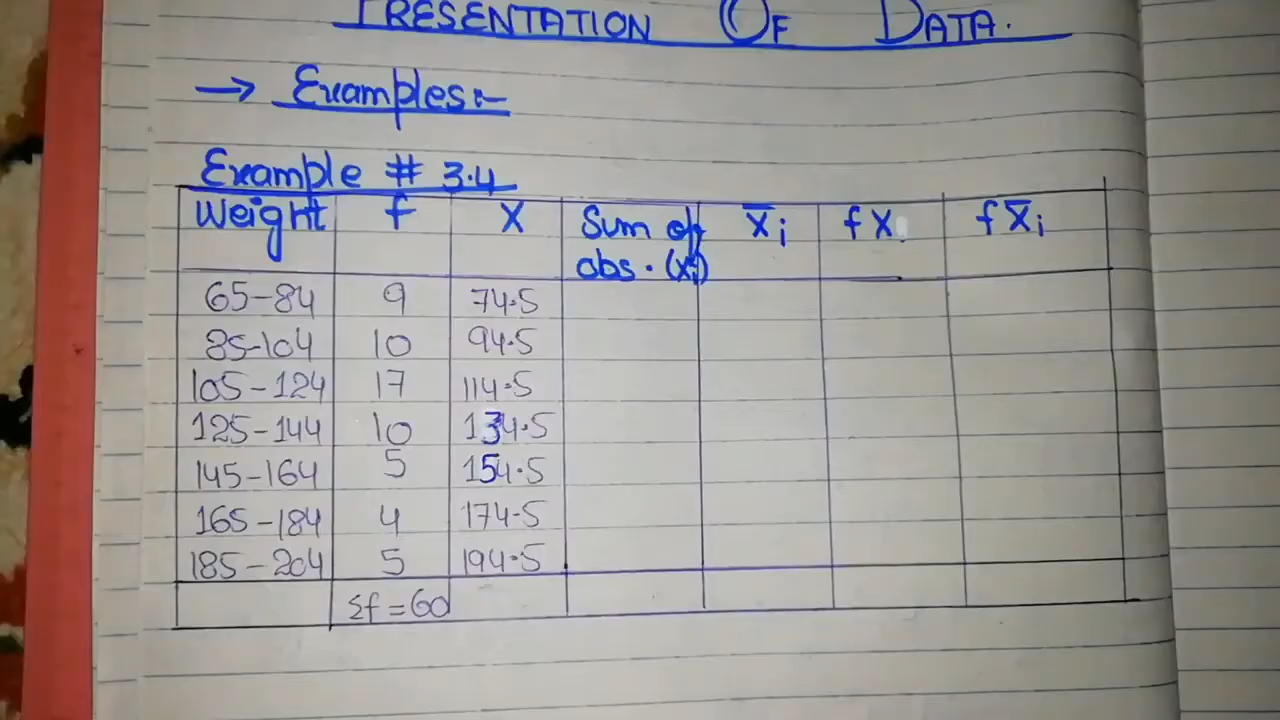 PRESENTATION OF DATA.
→ Examples:-
Example # 3.4
Weight f X Sum of obs. (xi) X̄i fX fX̄i
65-84 9 74.5
85-104 10 94.5
105-124 17 114.5
125-144 10 134.5
145-164 5 154.5
165-184 4 174.5
185-204 5 194.5
Σf = 60